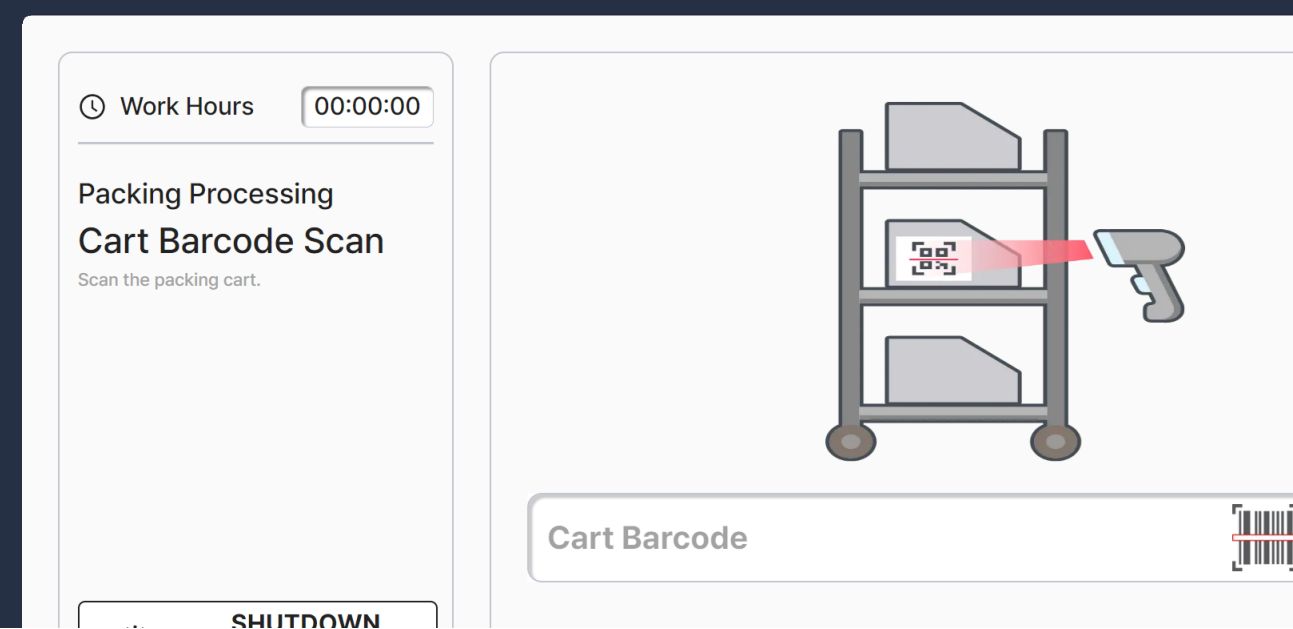 Work Hours 00:00:00
Packing Processing
Cart Barcode Scan
Scan the packing cart.
Cart Barcode
SHUTDOWN